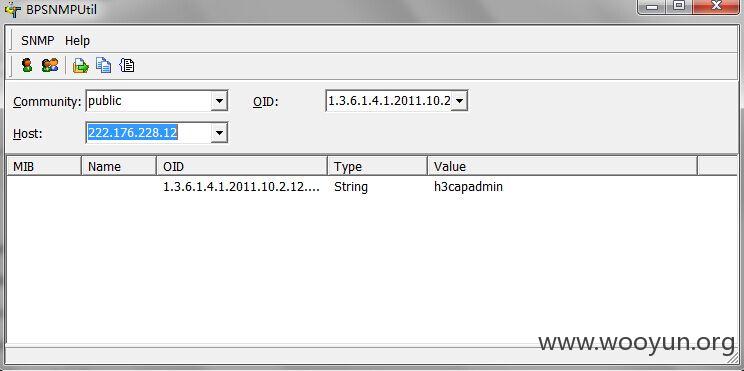 BPSNMPUtil
SNMP Help
Community: public OID: 1.3.6.1.4.1.2011.10.2
Host: 222.176.228.12
MIB Name OID Type Value
1.3.6.1.4.1.2011.10.2.12.... String h3capadmin
www.wooyun.org